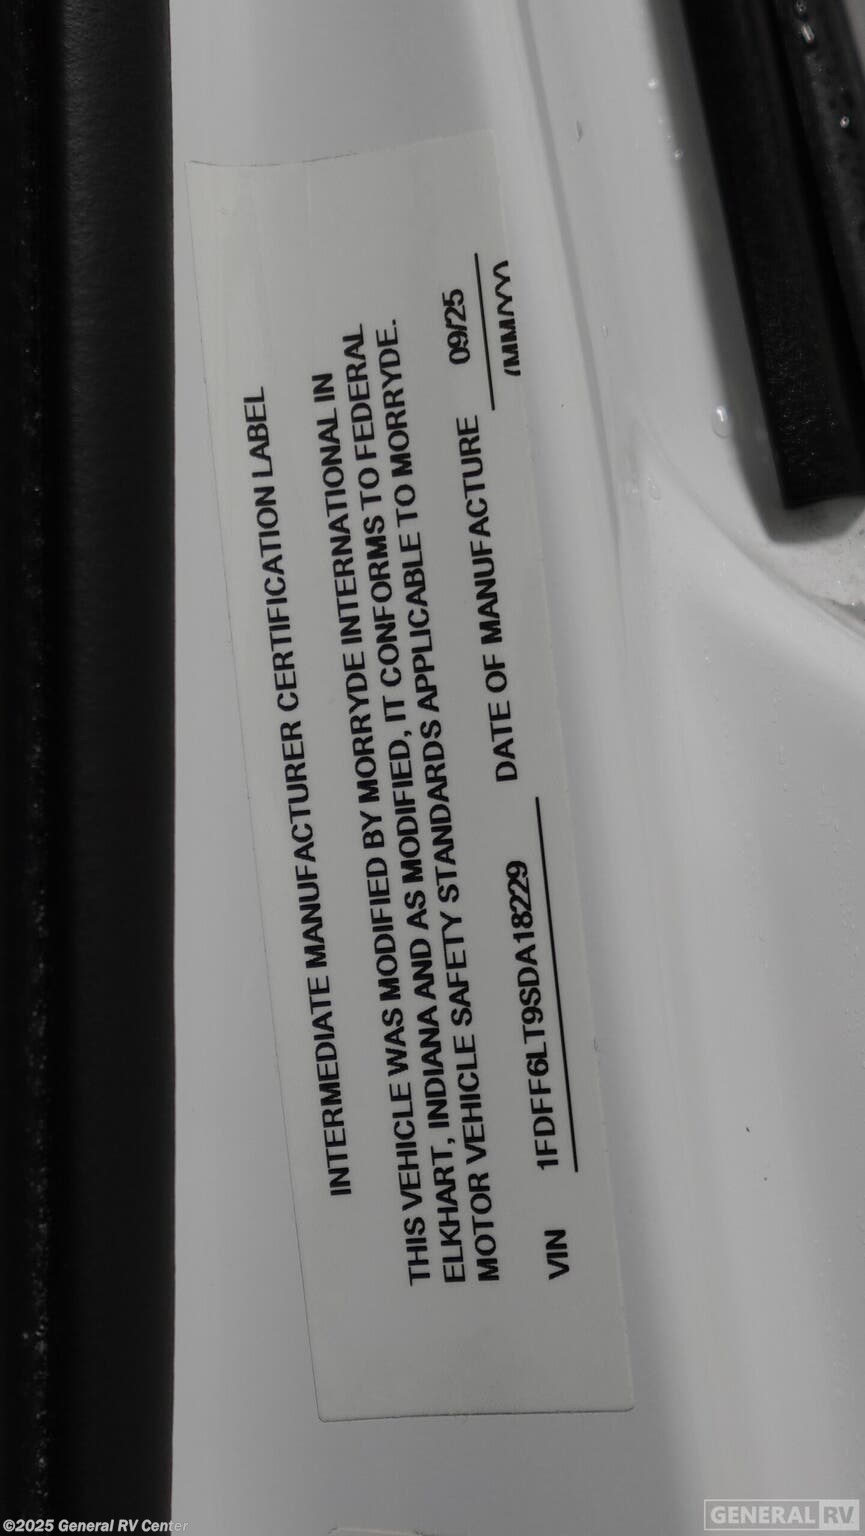 INTERMEDIATE MANUFACTURER CERTIFICATION LABEL
THIS VEHICLE WAS MODIFIED BY MORRYDE INTERNATIONAL IN
ELKHART, INDIANA AND AS MODIFIED, IT CONFORMS TO FEDERAL
MOTOR VEHICLE SAFETY STANDARDS APPLICABLE TO MORRYDE.
VIN 1FDFF6LT9SDA18229 DATE OF MANUFACTURE 09/25
(MM/YY)
©2025 General RV Center
GENERAL RV